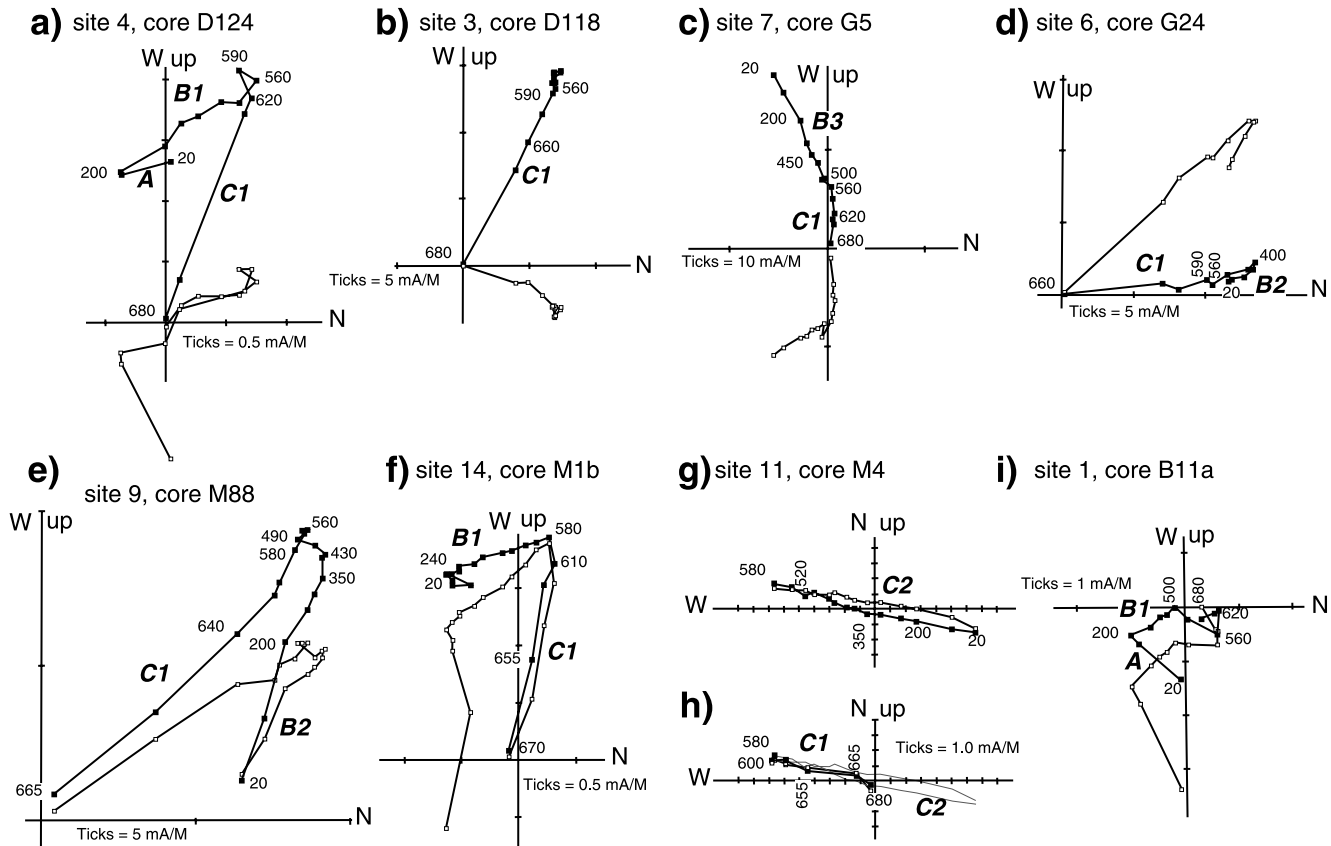 a) site 4, core D124
W up
590
560
B1
620
20
200
A
C1
680
N
Ticks = 0.5 mA/M
b) site 3, core D118
W up
560
590
660
C1
680
N
Ticks = 5 mA/M
c) site 7, core G5
W up
20
200
B3
450
500
560
C1
620
680
N
Ticks = 10 mA/M
d) site 6, core G24
W up
C1
590
560
400
20
B2
660
N
Ticks = 5 mA/M
e) site 9, core M88
W up
560
490
580
430
350
640
200
C1
B2
665
20
N
Ticks = 5 mA/M
f) site 14, core M1b
W up
B1
580
240
610
20
655
C1
670
N
Ticks = 0.5 mA/M
g) site 11, core M4
N up
580
520
C2
W
350
200
20
h)
N up
580
C1
665
Ticks = 1.0 mA/M
600
W
655
680
C2
i) site 1, core B11a
W up
Ticks = 1 mA/M
500
680
N
B1
620
200
560
A
20